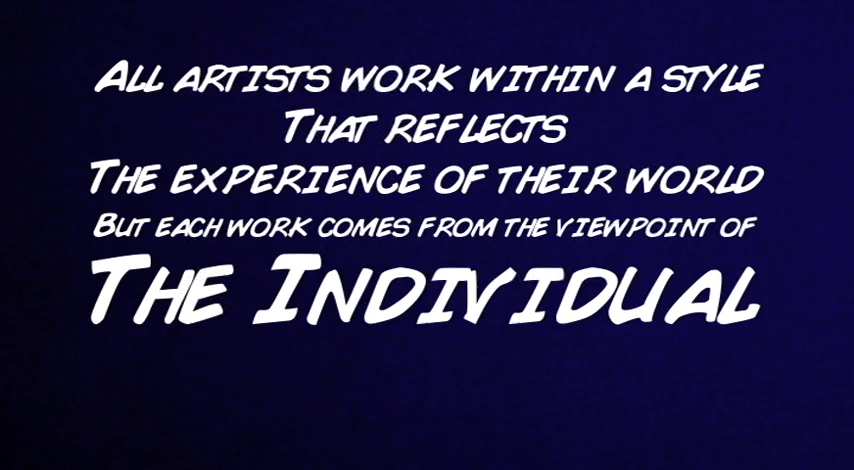 All artists work within a style
That reflects
The experience of their world
But each work comes from the viewpoint of
The Individual